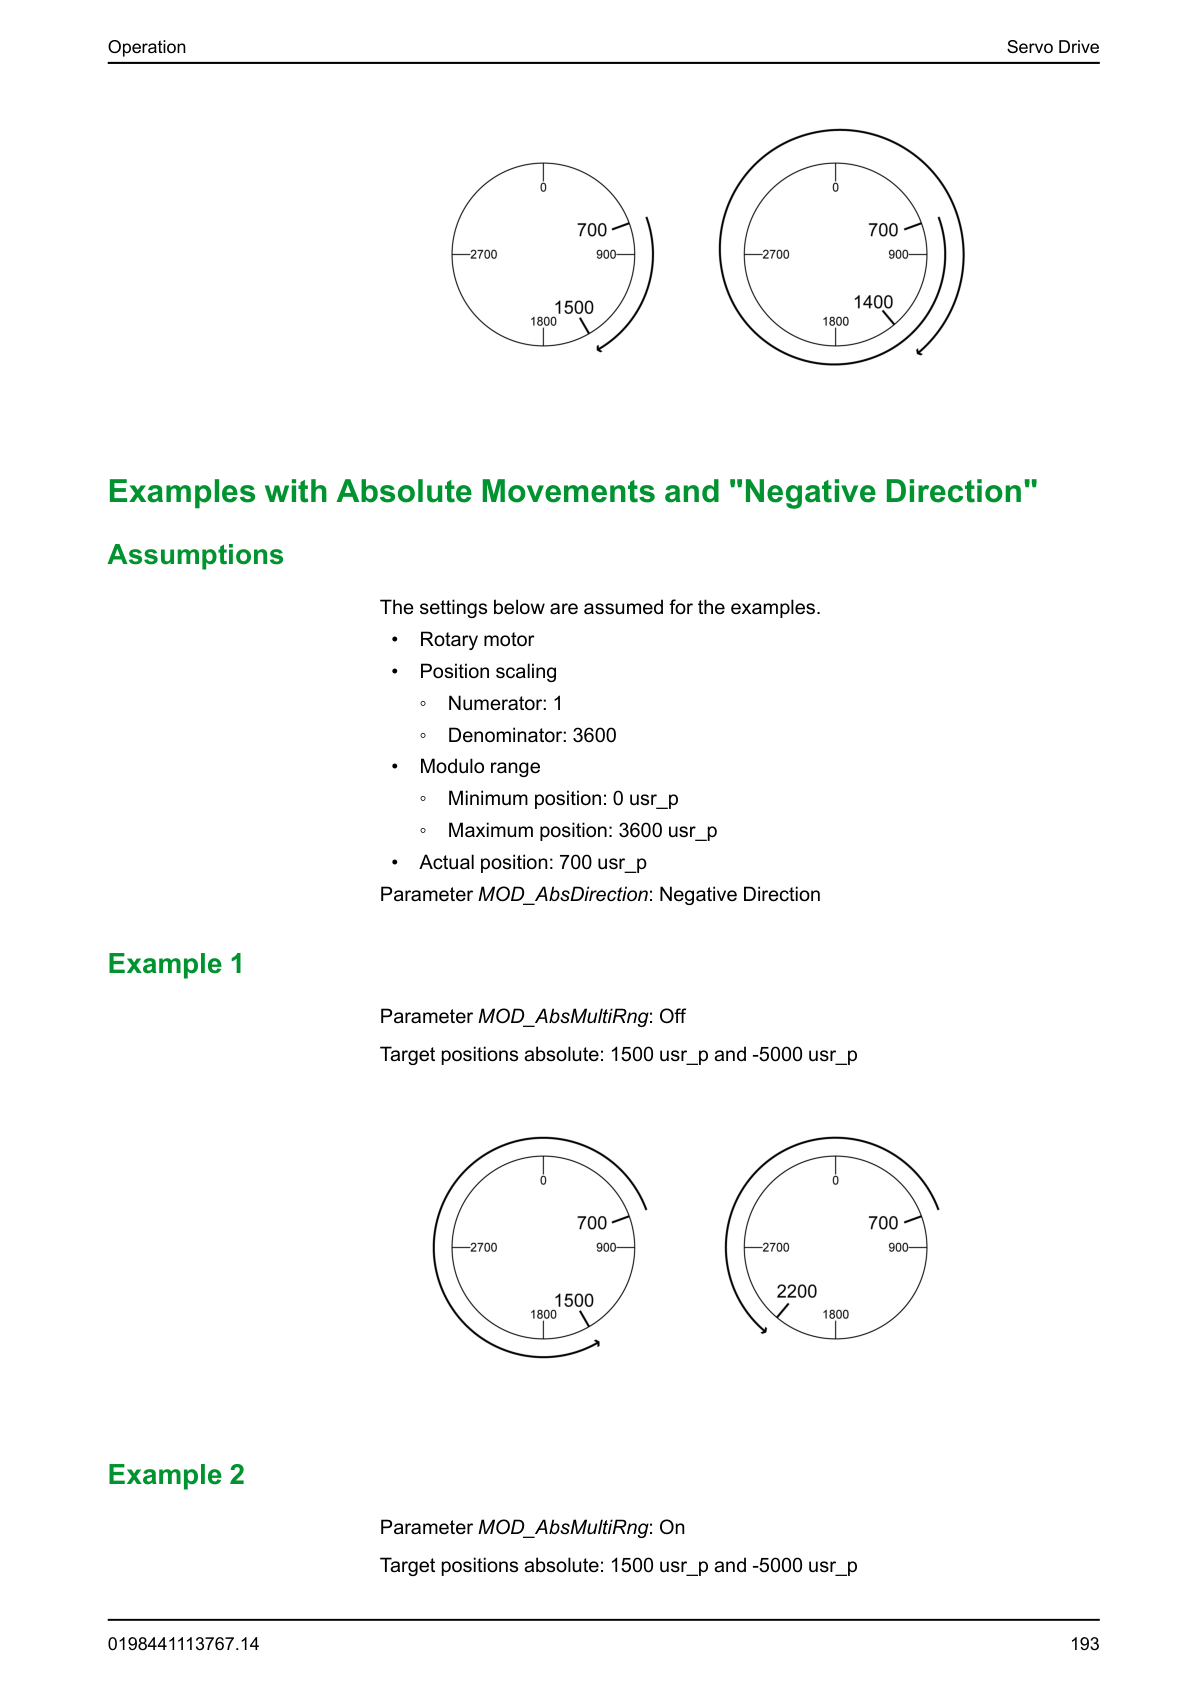 Operation
Servo Drive
0
700
2700
900
1500
1800
0
700
2700
900
1400
1800
Examples with Absolute Movements and "Negative Direction"
Assumptions
The settings below are assumed for the examples.
• Rotary motor
• Position scaling
◦ Numerator: 1
◦ Denominator: 3600
• Modulo range
◦ Minimum position: 0 usr_p
◦ Maximum position: 3600 usr_p
• Actual position: 700 usr_p
Parameter MOD_AbsDirection: Negative Direction
Example 1
Parameter MOD_AbsMultiRng: Off
Target positions absolute: 1500 usr_p and -5000 usr_p
0
700
2700
900
1500
1800
0
700
2700
900
2200
1800
Example 2
Parameter MOD_AbsMultiRng: On
Target positions absolute: 1500 usr_p and -5000 usr_p
0198441113767.14
193